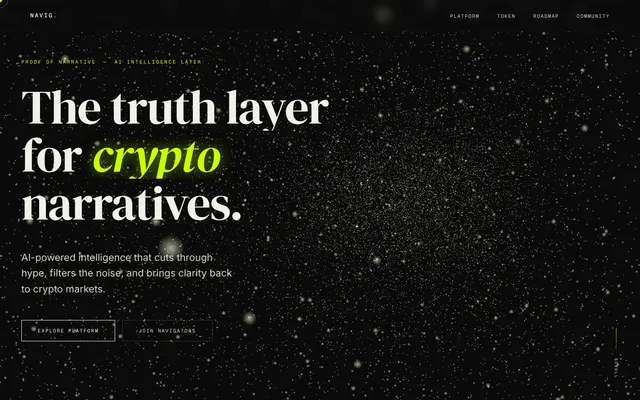 NAVIG.
PLATFORM TOKEN ROADMAP COMMUNITY
PROOF OF NARRATIVE — AI INTELLIGENCE LAYER
The truth layer
for crypto
narratives.
AI-powered intelligence that cuts through
hype, filters the noise, and brings clarity back
to crypto markets.
EXPLORE PLATFORM
JOIN NAVIGATORS